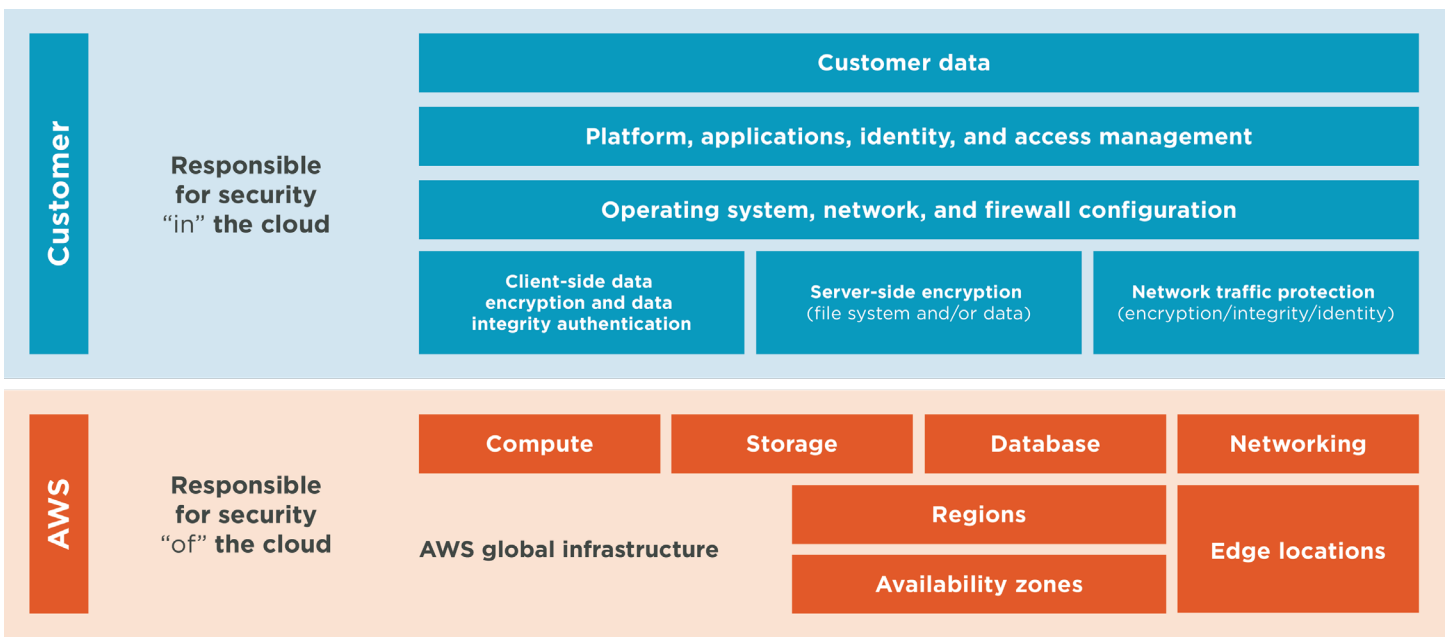 Customer
Responsible
for security
“in” the cloud
Customer data
Platform, applications, identity, and access management
Operating system, network, and firewall configuration
Client-side data
encryption and data
integrity authentication
Server-side encryption
(file system and/or data)
Network traffic protection
(encryption/integrity/identity)
AWS
Responsible
for security
“of” the cloud
Compute
Storage
Database
Networking
AWS global infrastructure
Regions
Availability zones
Edge locations